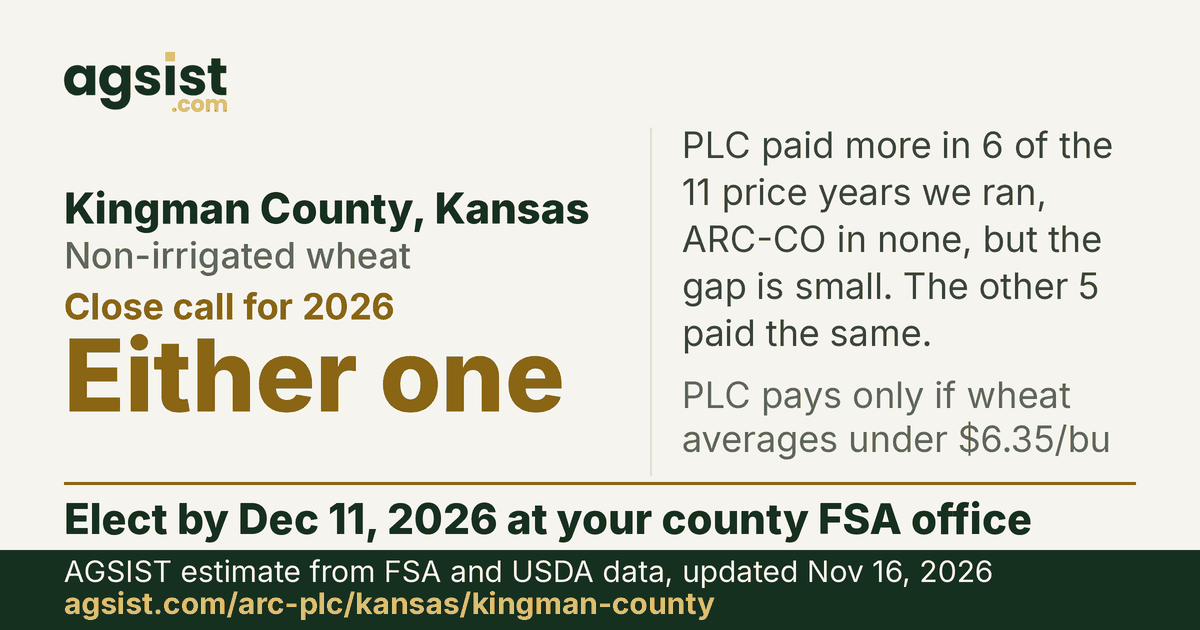 agsist
.com
Kingman County, Kansas
Non-irrigated wheat
Close call for 2026
Either one
PLC paid more in 6 of the
11 price years we ran,
ARC-CO in none, but the
gap is small. The other 5
paid the same.
PLC pays only if wheat
averages under $6.35/bu
Elect by Dec 11, 2026 at your county FSA office
AGSIST estimate from FSA and USDA data, updated Nov 16, 2026
agsist.com/arc-plc/kansas/kingman-county